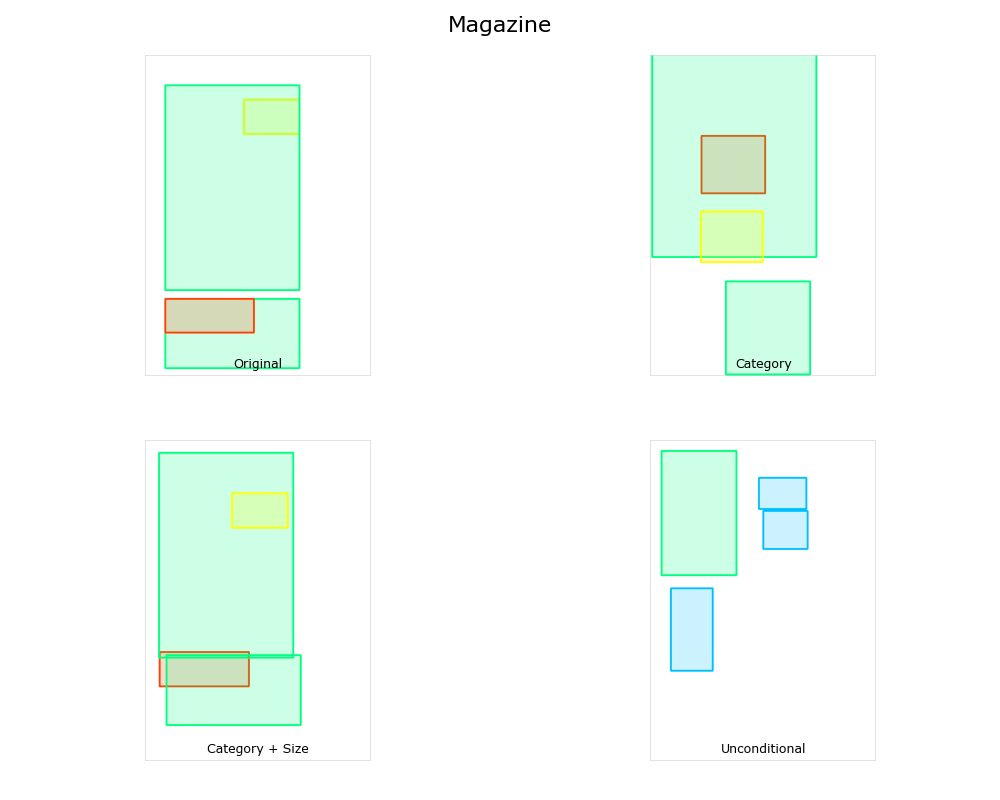 Magazine
Original
Category
Category + Size
Unconditional